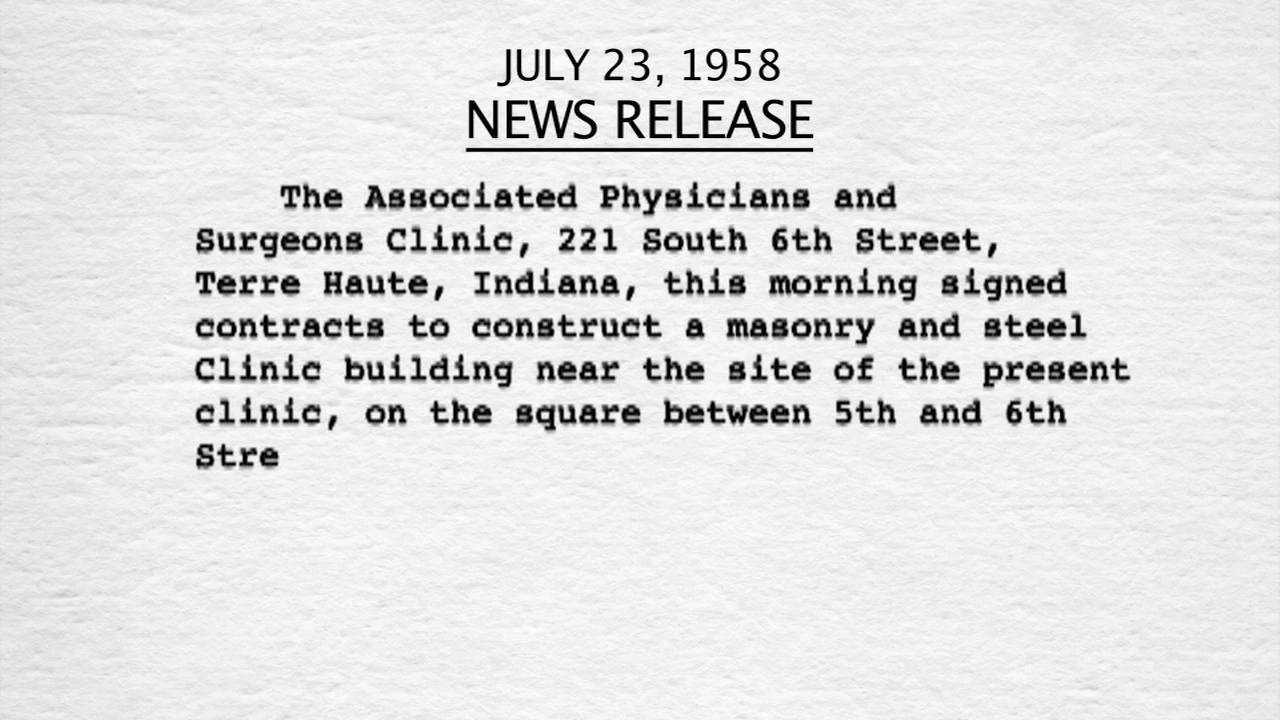 JULY 23, 1958
NEWS RELEASE
The Associated Physicians and
Surgeons Clinic, 221 South 6th Street,
Terre Haute, Indiana, this morning signed
contracts to construct a masonry and steel
Clinic building near the site of the present
clinic, on the square between 5th and 6th
Stre